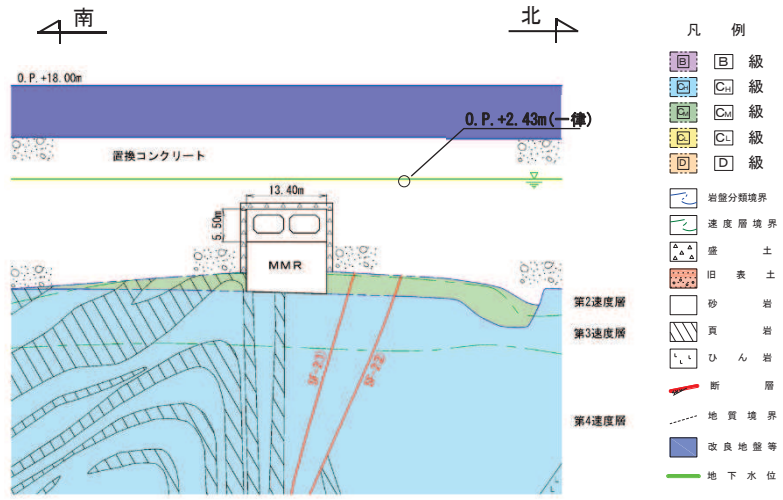 南
北
O.P.+18.00m
O.P.+2.43m(一律)
置換コンクリート
13.40m
5.50m
MMR
第2速度層
第3速度層
第4速度層
凡 例
B B 級
CH CH 級
CM CM 級
CL CL 級
D D 級
岩盤分類境界
速度層境界
盛 土
旧 表 土
砂 岩
頁 岩
ひ ん 岩
断 層
地 質 境 界
改 良 地 盤 等
地 下 水 位